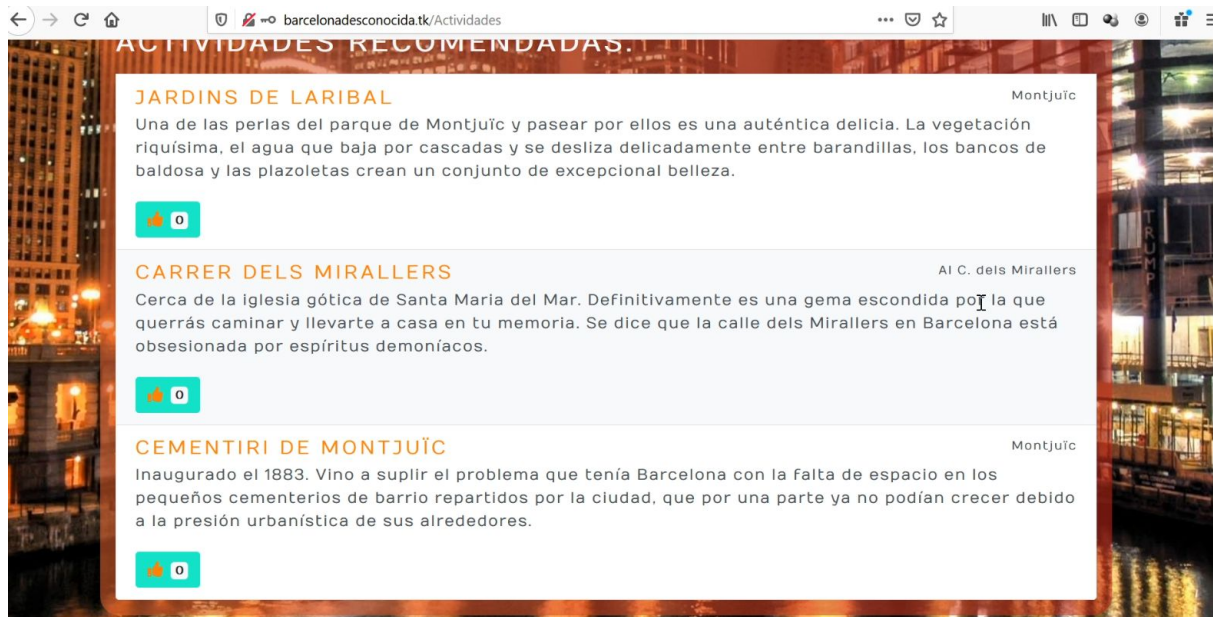 barcelonadesconocida.tk/Actividades
ACTIVIDADES RECOMENDADAS.
JARDINS DE LARIBAL
Montjuïc
Una de las perlas del parque de Montjuïc y pasear por ellos es una auténtica delicia. La vegetación
riquísima, el agua que baja por cascadas y se desliza delicadamente entre barandillas, los bancos de
baldosa y las plazoletas crean un conjunto de excepcional belleza.
0
CARRER DELS MIRALLERS
Al C. dels Mirallers
Cerca de la iglesia gótica de Santa Maria del Mar. Definitivamente es una gema escondida por la que
querrás caminar y llevarte a casa en tu memoria. Se dice que la calle dels Mirallers en Barcelona está
obsesionada por espíritus demoníacos.
0
CEMENTIRI DE MONTJUÏC
Montjuïc
Inaugurado el 1883. Vino a suplir el problema que tenía Barcelona con la falta de espacio en los
pequeños cementerios de barrio repartidos por la ciudad, que por una parte ya no podían crecer debido
a la presión urbanística de sus alrededores.
0
TRUMP